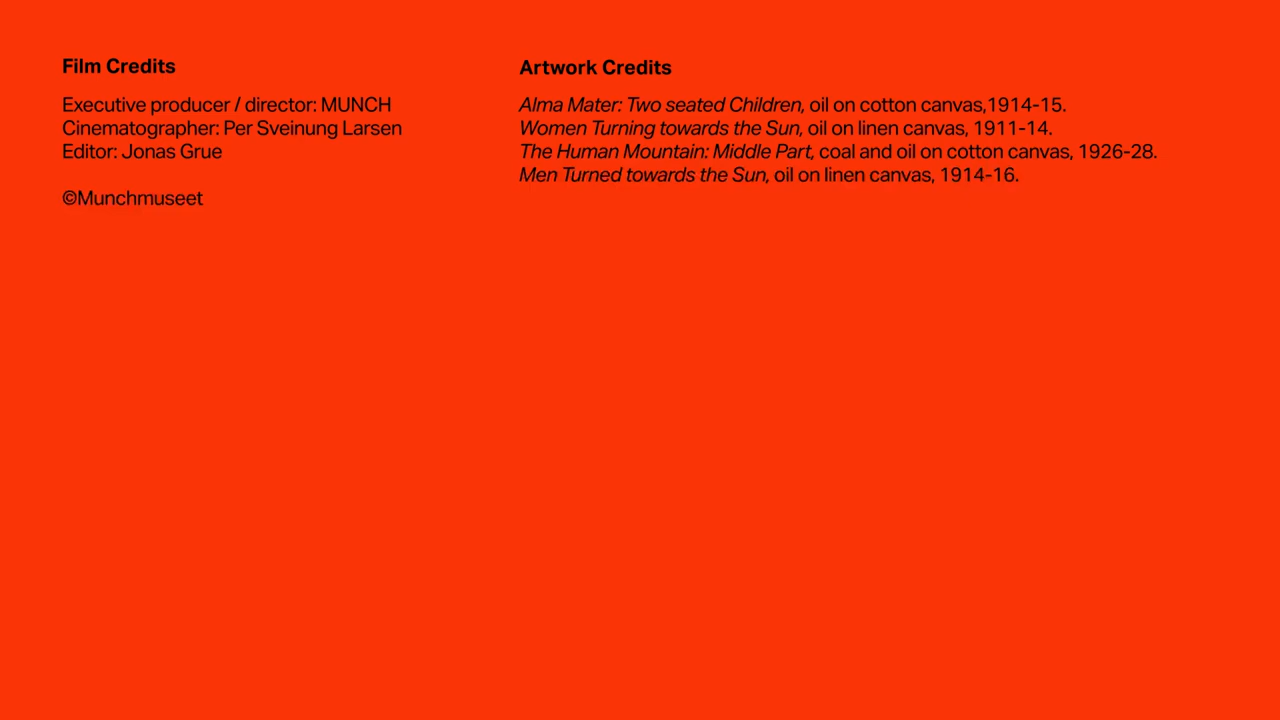 Film Credits
Executive producer / director: MUNCH
Cinematographer: Per Sveinung Larsen
Editor: Jonas Grue
©Munchmuseet
Artwork Credits
Alma Mater: Two seated Children, oil on cotton canvas,1914-15.
Women Turning towards the Sun, oil on linen canvas, 1911-14.
The Human Mountain: Middle Part, coal and oil on cotton canvas, 1926-28.
Men Turned towards the Sun, oil on linen canvas, 1914-16.